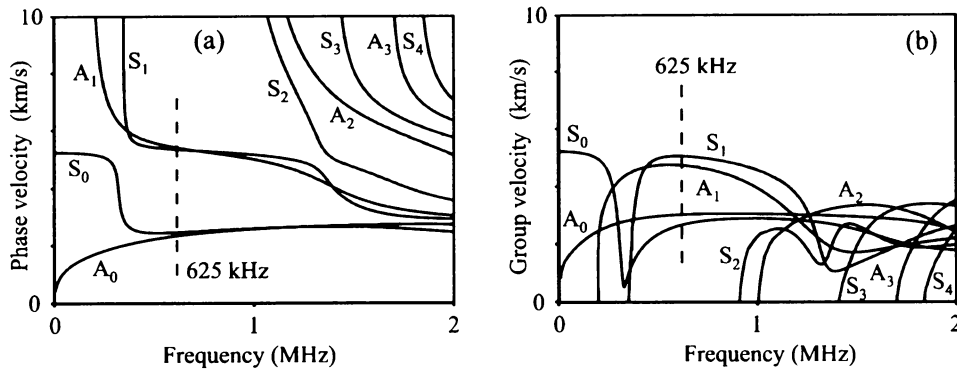 10
(a)
S₃
A₃
S₄
A₁
S₁
S₂
A₂
S₀
A₀
625 kHz
0
0
1
2
Phase velocity (km/s)
Frequency (MHz)
10
(b)
625 kHz
S₀
S₁
A₁
A₂
A₀
S₂
S₃
A₃
S₄
0
0
1
2
Group velocity (km/s)
Frequency (MHz)